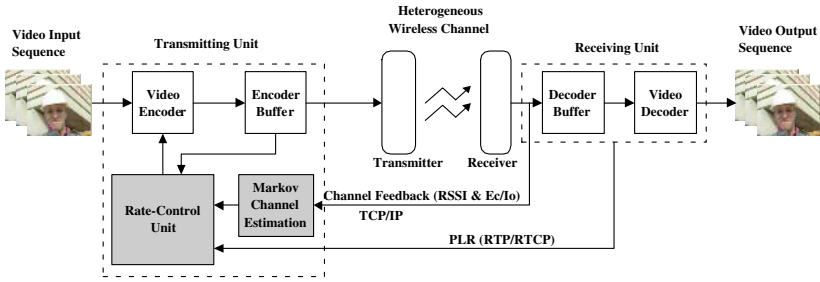 Heterogeneous
Wireless Channel
Video Input
Sequence
Transmitting Unit
Receiving Unit
Video Output
Sequence
Video
Encoder
Encoder
Buffer
Decoder
Buffer
Video
Decoder
Transmitter
Receiver
Rate-Control
Unit
Markov
Channel
Estimation
Channel Feedback (RSSI & Ec/Io)
TCP/IP
PLR (RTP/RTCP)